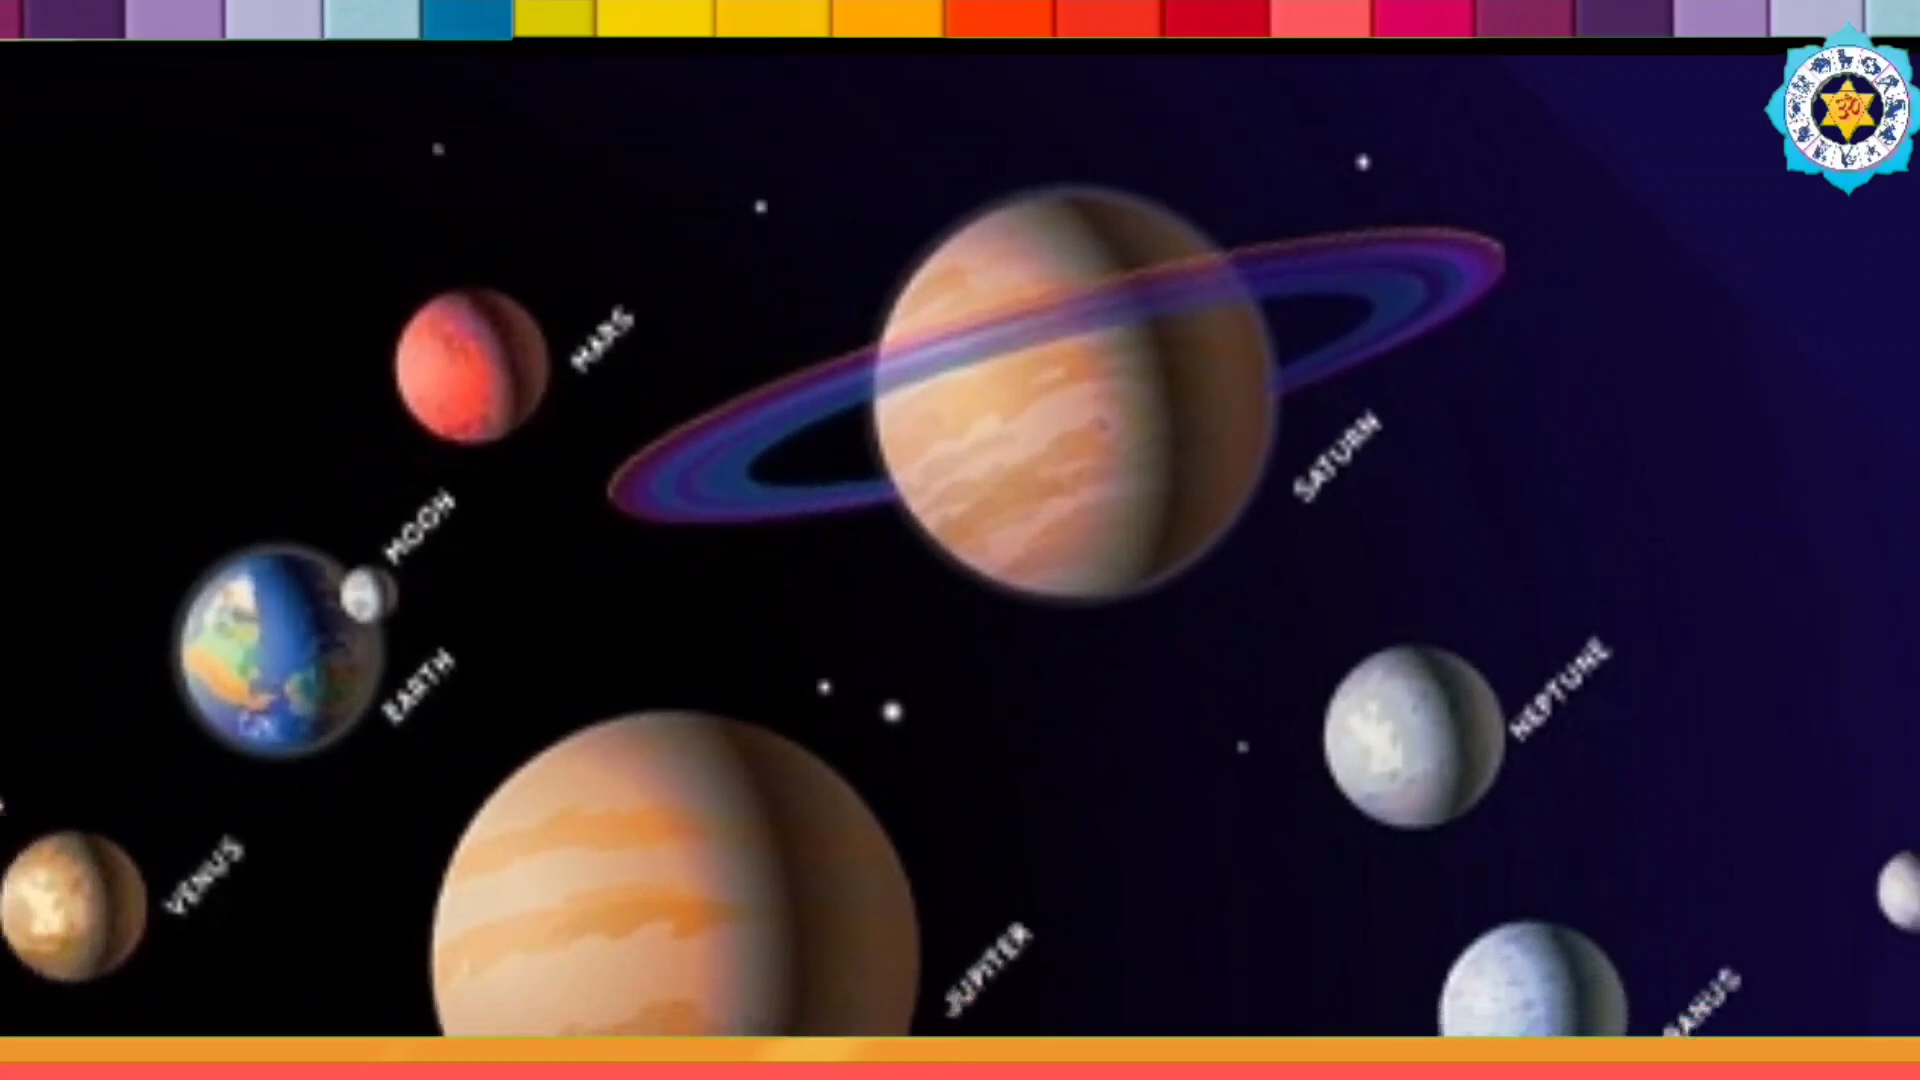 MARS
SATURN
MOON
EARTH
NEPTUNE
VENUS
JUPITER
ॐ